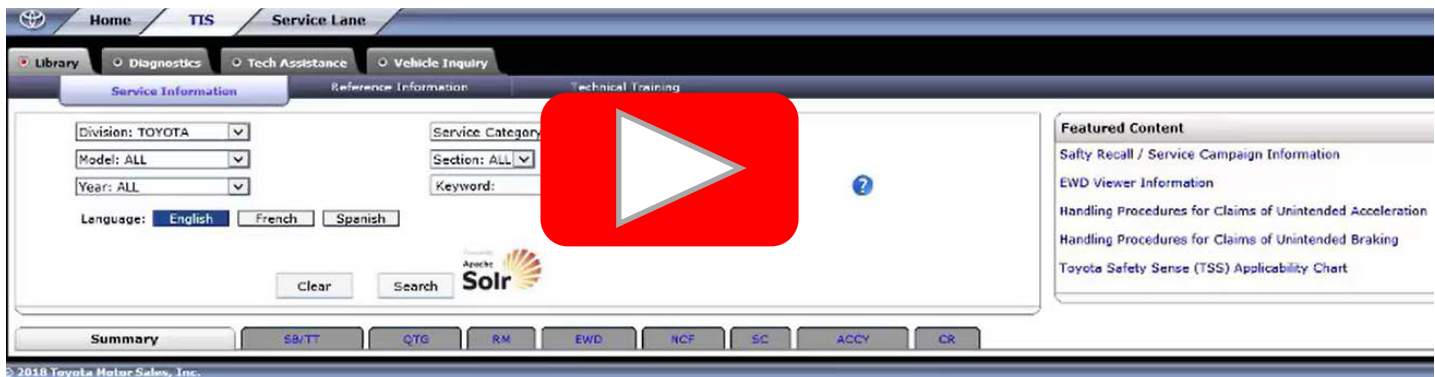 Home TIS Service Lane
Library Diagnostics Tech Assistance Vehicle Inquiry
Service Information Reference Information Technical Training
Division: TOYOTA
Model: ALL
Year: ALL
Language: English French Spanish
Service Category
Section: ALL
Keyword:
?
Clear Search
Apache
Solr
Featured Content
Safty Recall / Service Campaign Information
EWD Viewer Information
Handling Procedures for Claims of Unintended Acceleration
Handling Procedures for Claims of Unintended Braking
Toyota Safety Sense (TSS) Applicability Chart
Summary SB/TT QTG RM EWD NCF SC ACCY CR
© 2018 Toyota Motor Sales, Inc.